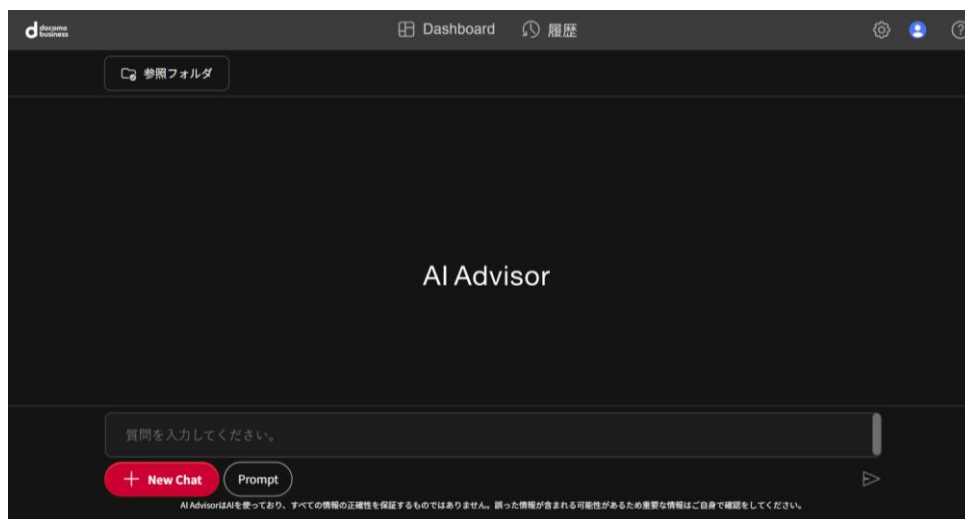 docomo
business
Dashboard
履歴
参照フォルダ
AI Advisor
質問を入力してください。
New Chat
Prompt
AI AdvisorはAIを使っており、すべての情報の正確性を保証するものではありません。誤った情報が含まれる可能性があるため重要な情報はご自身で確認をしてください。